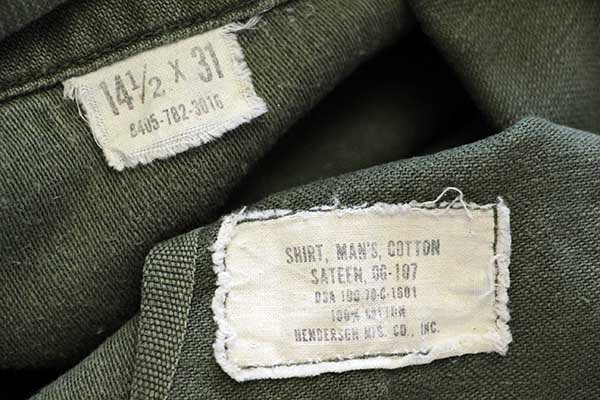 14½ X 31
8405-782-3016
SHIRT, MAN'S, COTTON
SATEEN, OG-107
DSA 100 70-C-1601
100% COTTON
HENDERSON MFG. CO., INC.